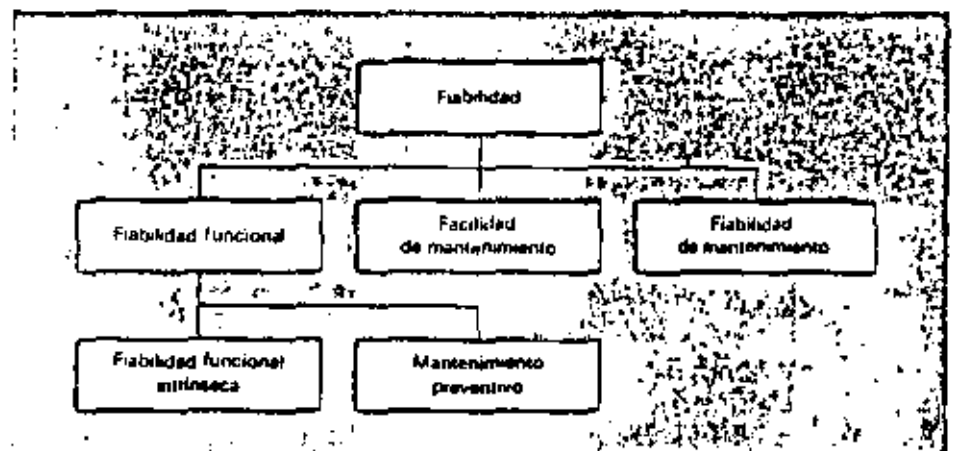 Fiabilidad
Fiabilidad funcional
Facilidad
de mantenimiento
Fiabilidad
de mantenimiento
Fiabilidad funcional
intrínseca
Mantenimiento
preventivo